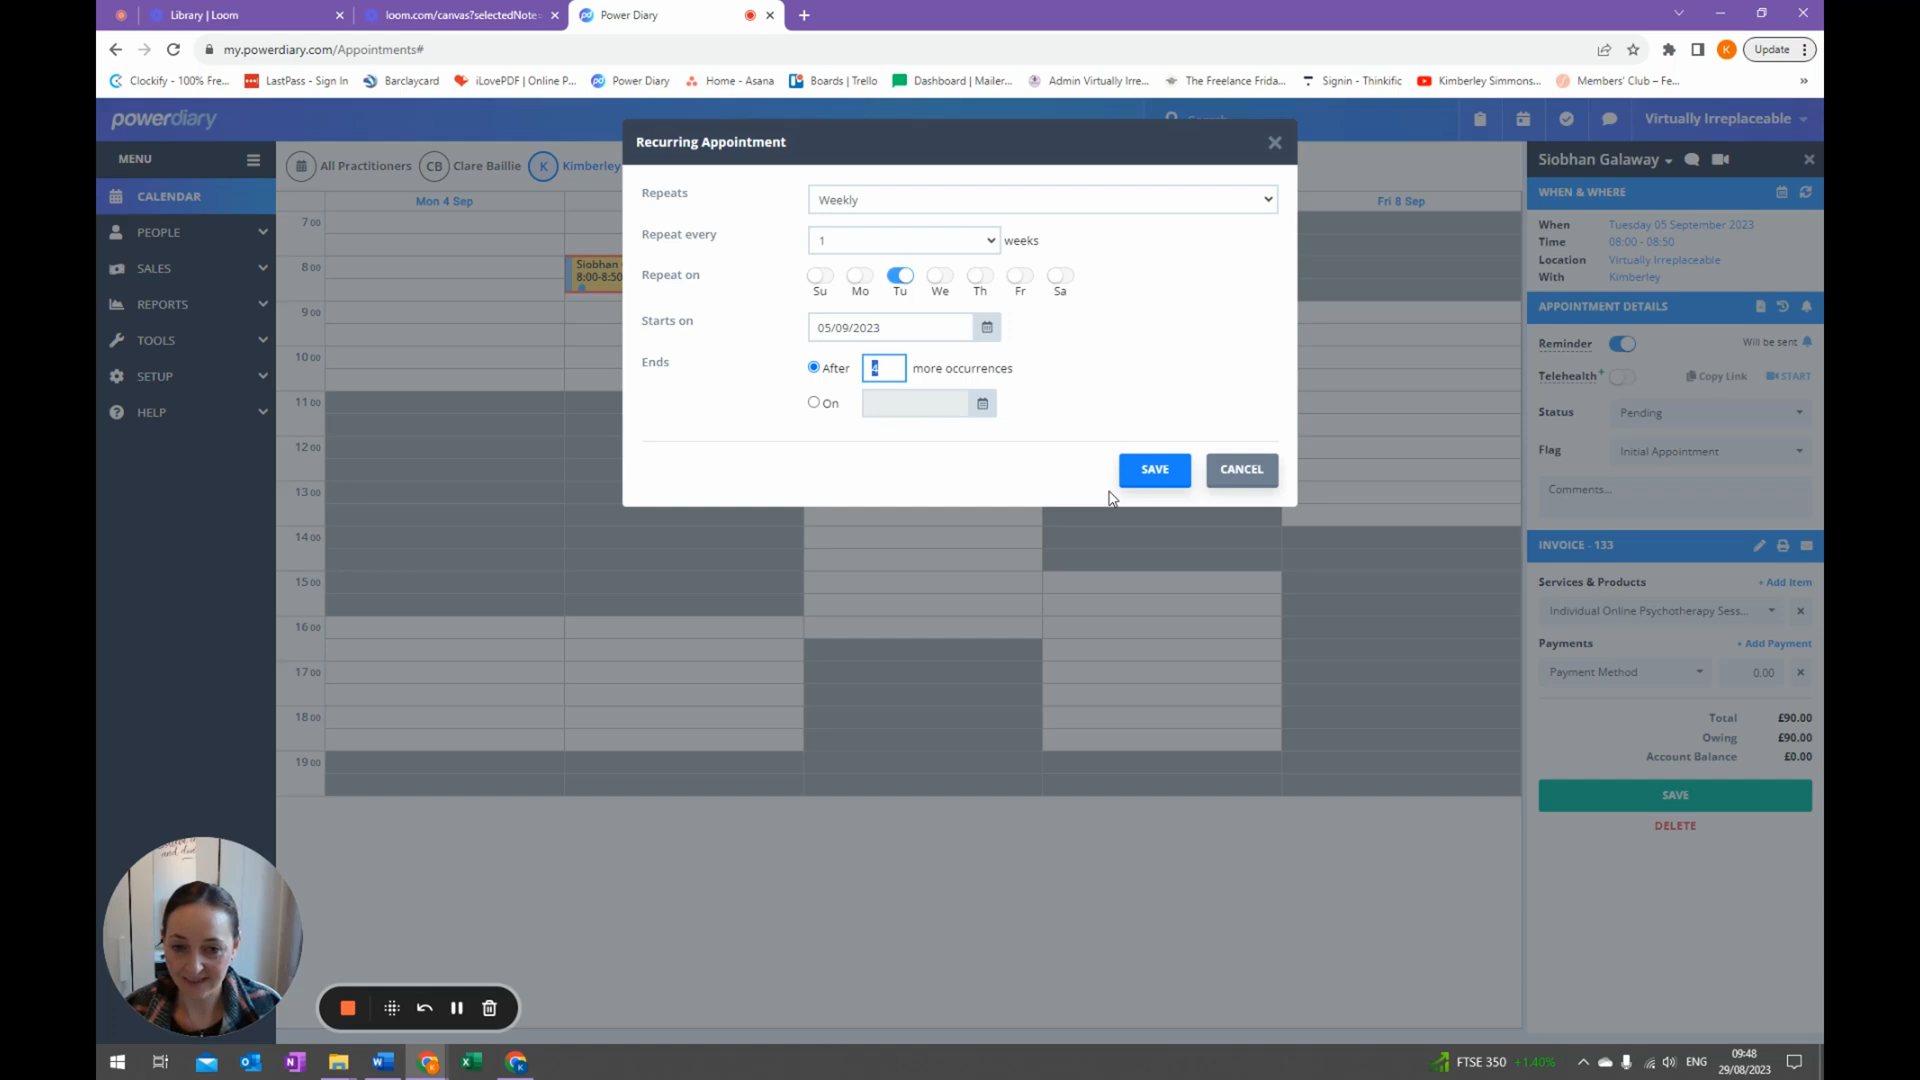 Library | Loom
loom.com/canvas?selectedNote=
Power Diary
my.powerdiary.com/Appointments#
Update
Clockify - 100% Fre...
LastPass - Sign In
Barclaycard
iLovePDF | Online P...
Power Diary
Home - Asana
Boards | Trello
Dashboard | Mailer...
Admin Virtually Irre...
The Freelance Frida...
Signin - Thinkific
Kimberley Simmons...
Members' Club – Fe...
powerdiary
Search
Virtually Irreplaceable
MENU
CALENDAR
PEOPLE
SALES
REPORTS
TOOLS
SETUP
HELP
All Practitioners
CB Clare Baillie
K Kimberley
Mon 4 Sep
Fri 8 Sep
7 00
8 00
9 00
10 00
11 00
12 00
13 00
14 00
15 00
16 00
17 00
18 00
19 00
Siobhan
8:00-8:50
Recurring Appointment
Repeats
Weekly
Repeat every
1 weeks
Repeat on
Su Mo Tu We Th Fr Sa
Starts on
05/09/2023
Ends
After 4 more occurrences
On
SAVE
CANCEL
Siobhan Galaway
WHEN & WHERE
When Tuesday 05 September 2023
Time 08:00 - 08:50
Location Virtually Irreplaceable
With Kimberley
APPOINTMENT DETAILS
Reminder Will be sent
Telehealth+ Copy Link START
Status Pending
Flag Initial Appointment
Comments...
INVOICE - 133
Services & Products + Add Item
Individual Online Psychotherapy Sess...
Payments + Add Payment
Payment Method 0.00
Total £90.00
Owing £90.00
Account Balance £0.00
SAVE
DELETE
FTSE 350 +1.40%
ENG
09:48
29/08/2023